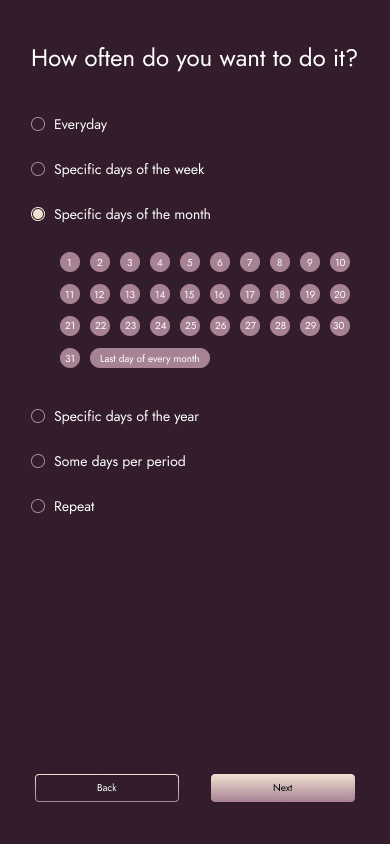 How often do you want to do it?
Everyday
Specific days of the week
Specific days of the month
1 2 3 4 5 6 7 8 9 10
11 12 13 14 15 16 17 18 19 20
21 22 23 24 25 26 27 28 29 30
31 Last day of every month
Specific days of the year
Some days per period
Repeat
Back Next